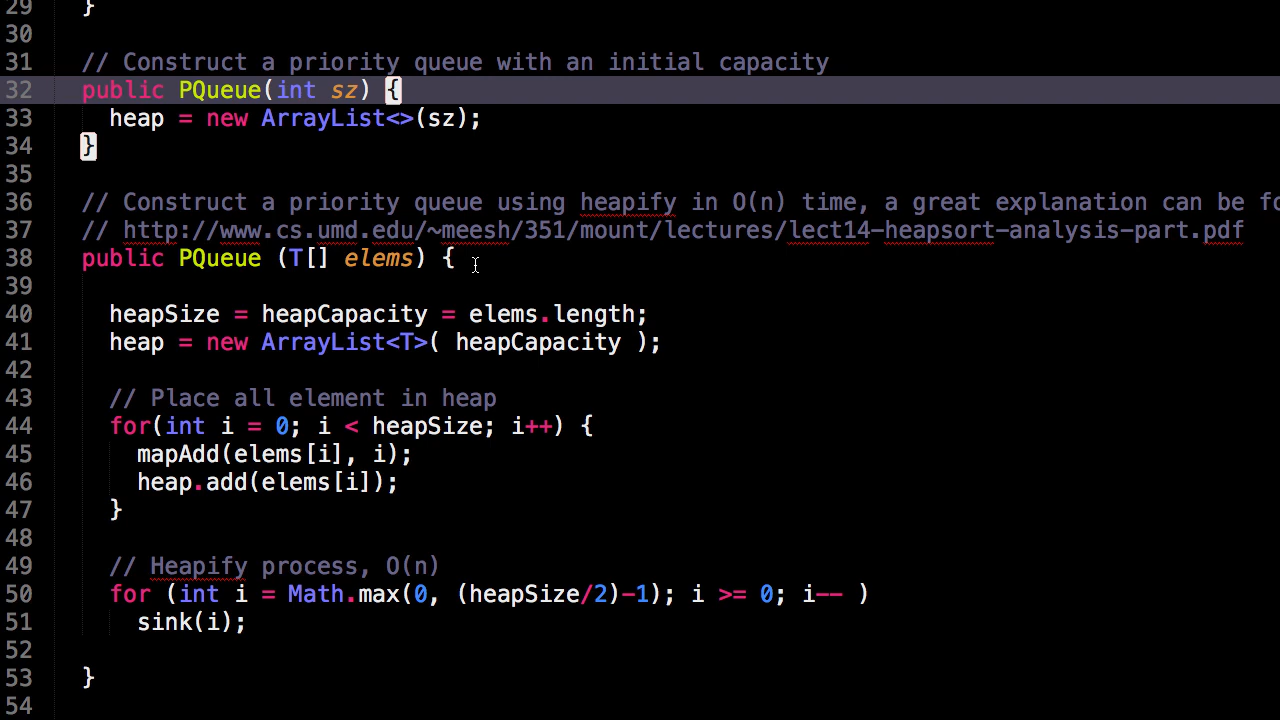 29 }
30
31 // Construct a priority queue with an initial capacity
32 public PQueue(int sz) {
33 heap = new ArrayList<>(sz);
34 }
35
36 // Construct a priority queue using heapify in O(n) time, a great explanation can be
37 // http://www.cs.umd.edu/~meesh/351/mount/lectures/lect14-heapsort-analysis-part.pdf
38 public PQueue (T[] elems) {
39
40 heapSize = heapCapacity = elems.length;
41 heap = new ArrayList<T>( heapCapacity );
42
43 // Place all element in heap
44 for(int i = 0; i < heapSize; i++) {
45 mapAdd(elems[i], i);
46 heap.add(elems[i]);
47 }
48
49 // Heapify process, O(n)
50 for (int i = Math.max(0, (heapSize/2)-1); i >= 0; i-- )
51 sink(i);
52
53 }
54